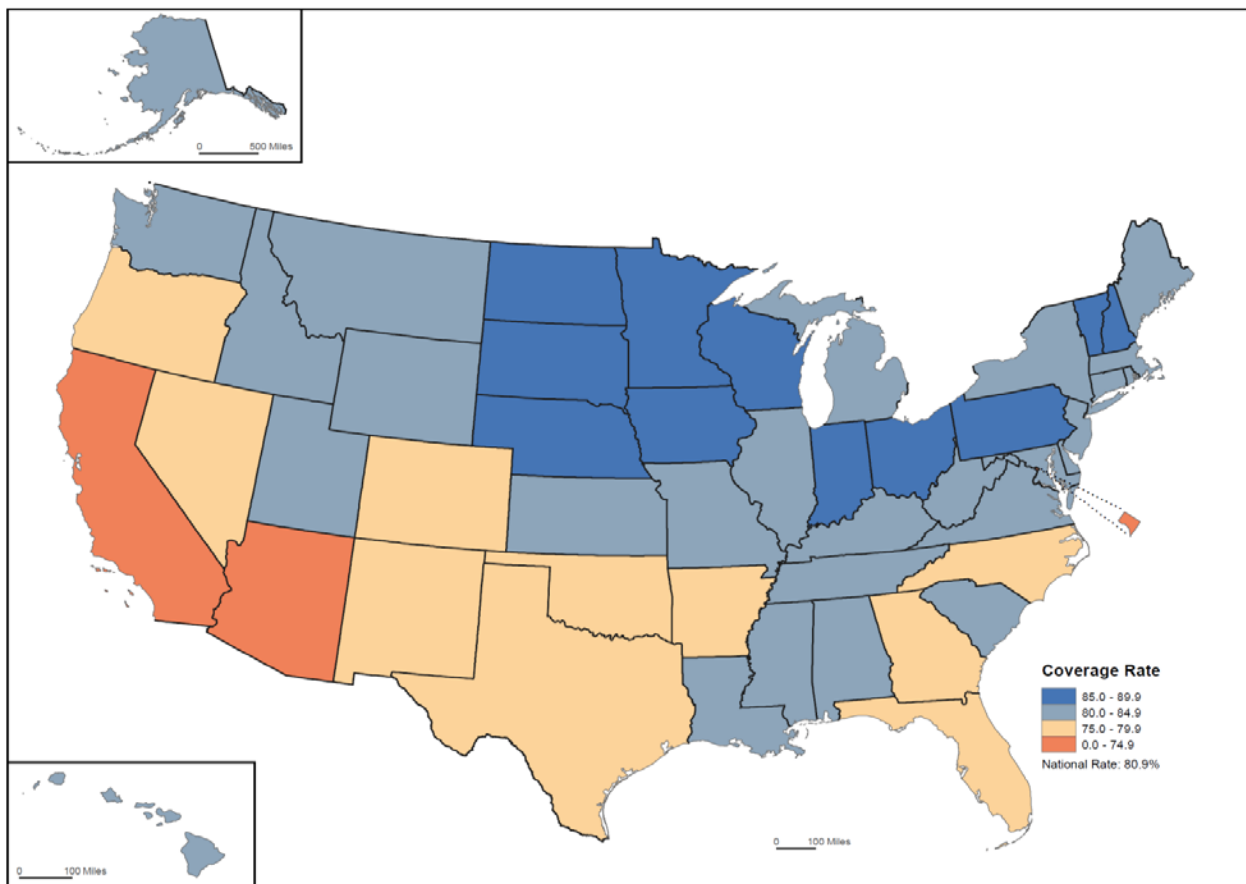 0 500 Miles
Coverage Rate
85.0 - 89.9
80.0 - 84.9
75.0 - 79.9
0.0 - 74.9
National Rate: 80.9%
0 100 Miles
0 100 Miles